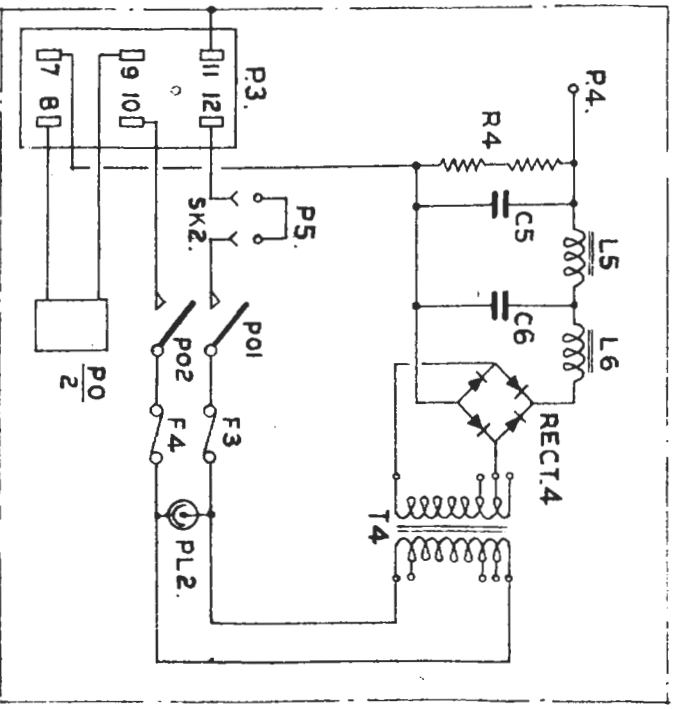 P.3.
7
8
9
10
11
12
P.4.
R4
C5
L5
SK2.
P5.
C6
L6
PO2
PO1
PO
2
RECT.4
F4
F3
T4
PL2.